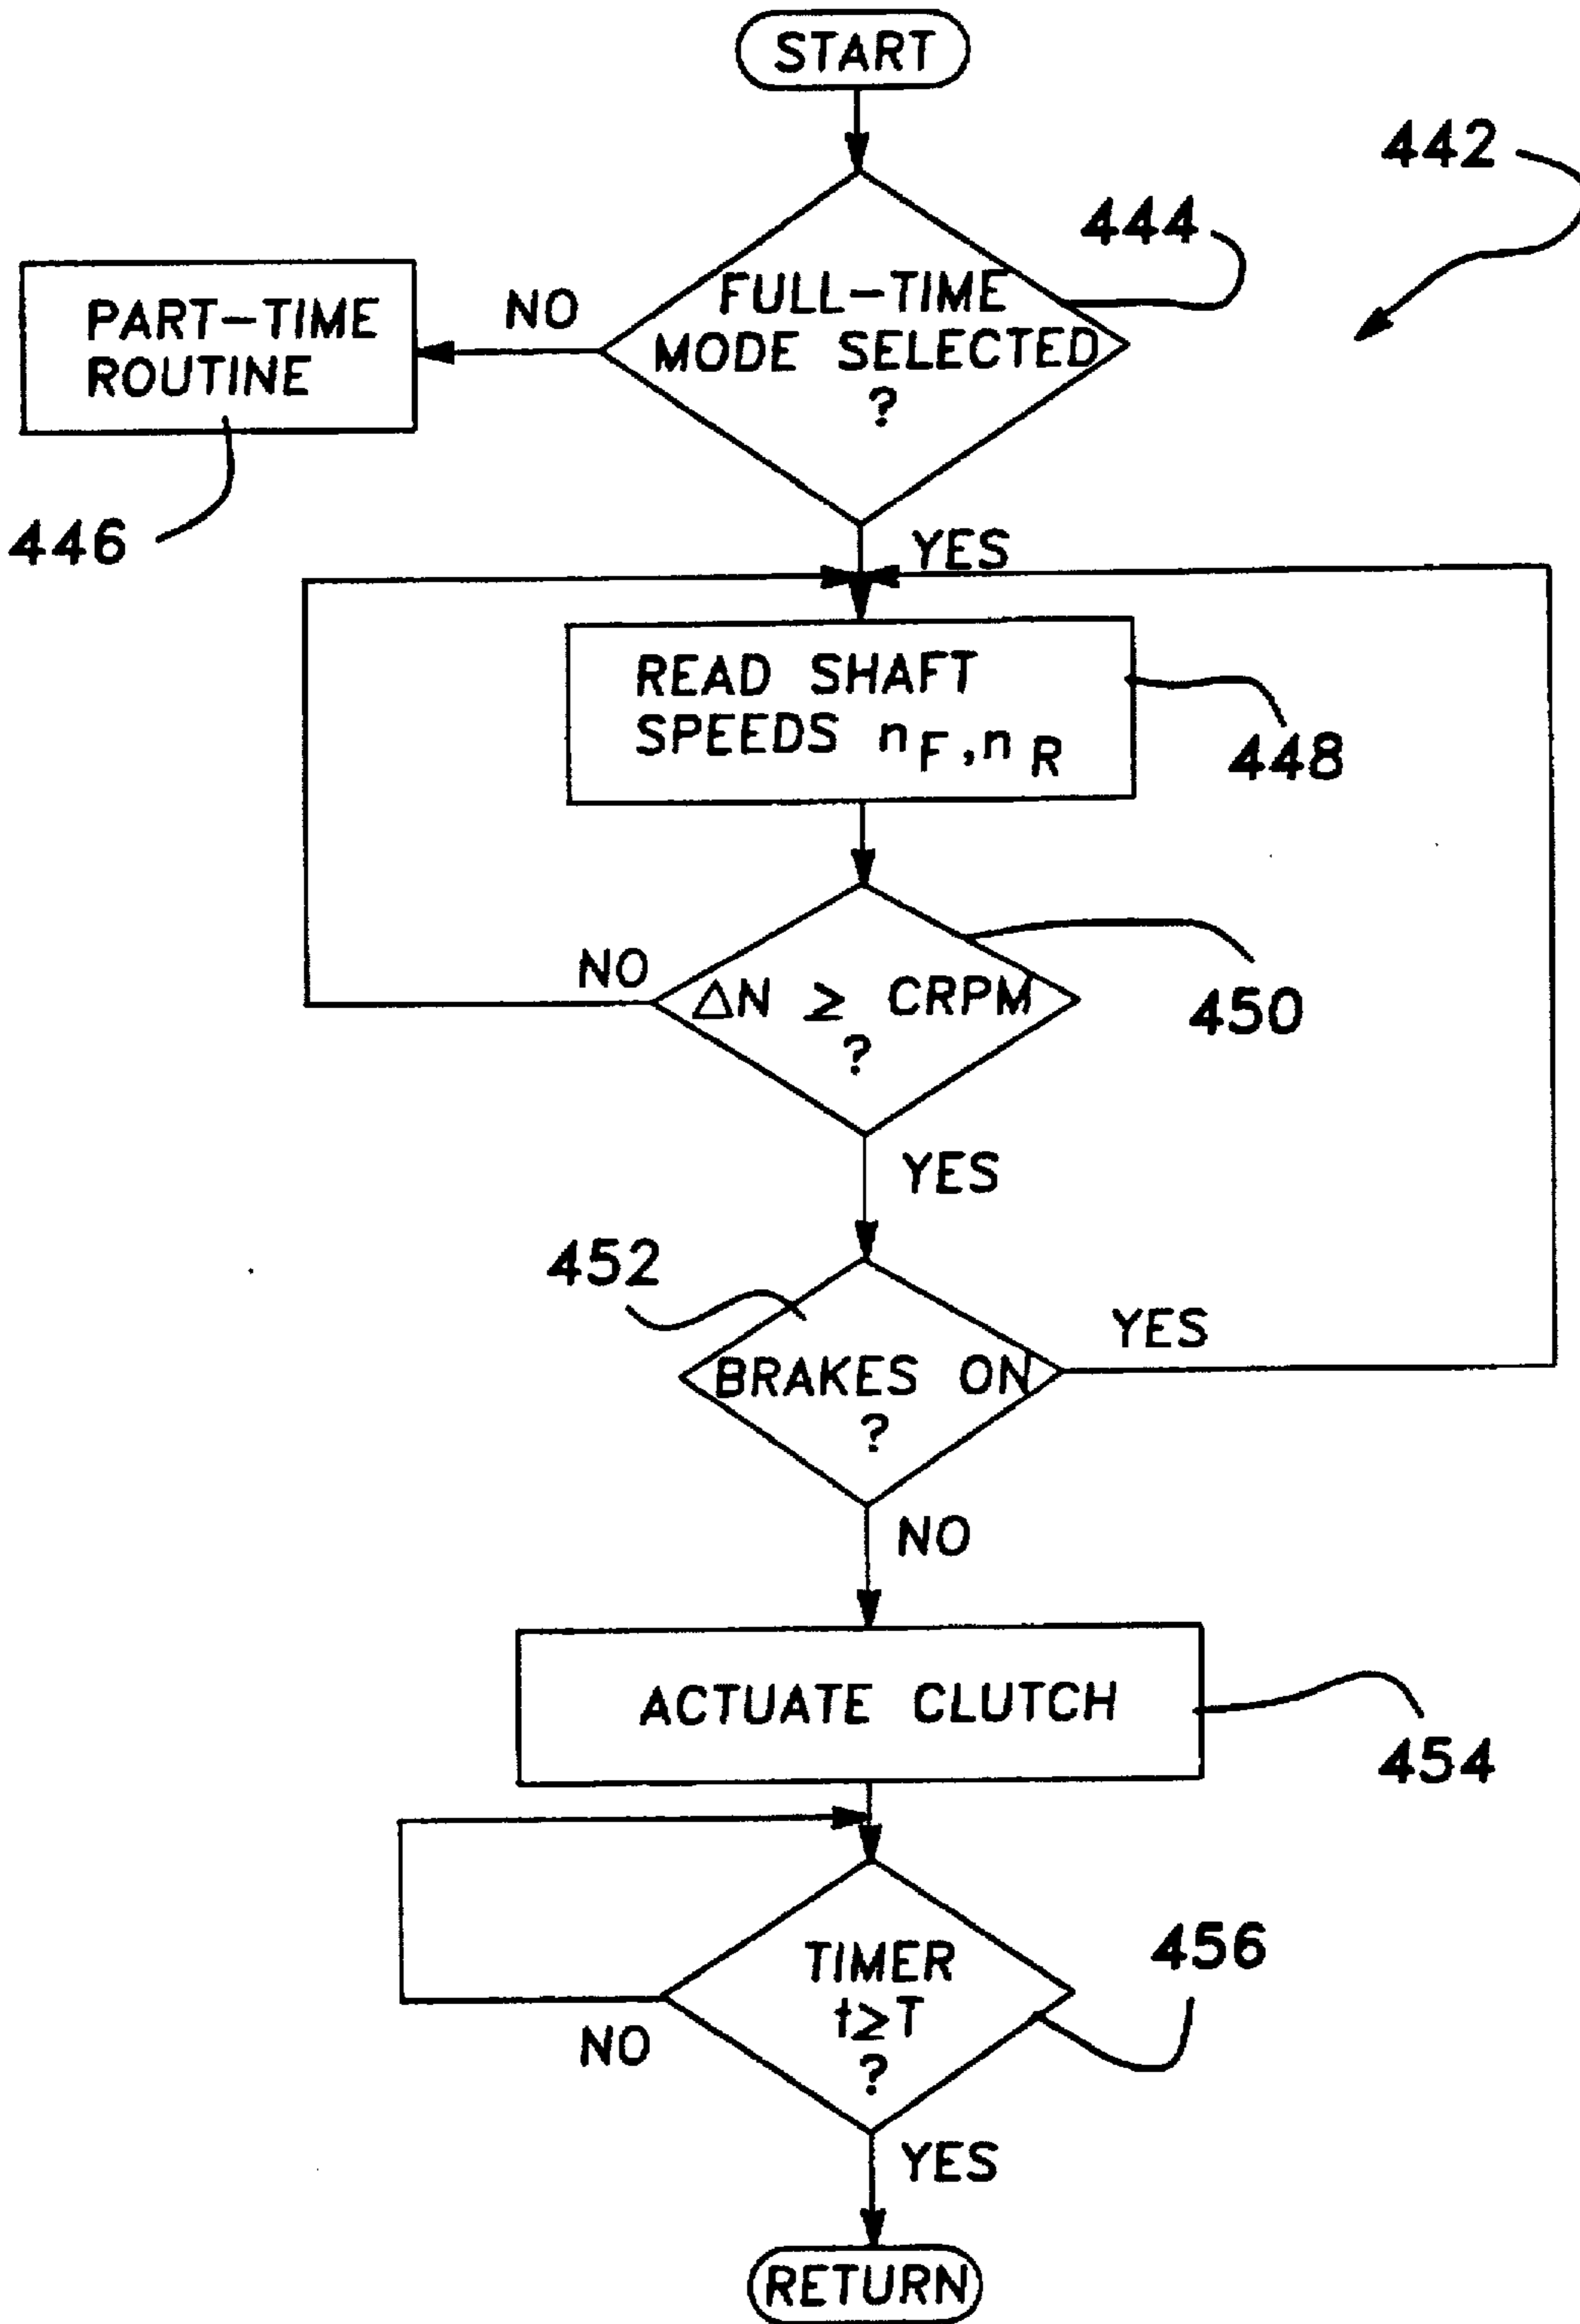 START
442
444
FULL-TIME
MODE SELECTED
?
NO
PART-TIME
ROUTINE
446
YES
READ SHAFT
SPEEDS nF,nR
448
NO
ΔN ≥ CRPM
?
450
YES
452
BRAKES ON
?
YES
NO
ACTUATE CLUTCH
454
TIMER
t≥T
?
456
NO
YES
RETURN